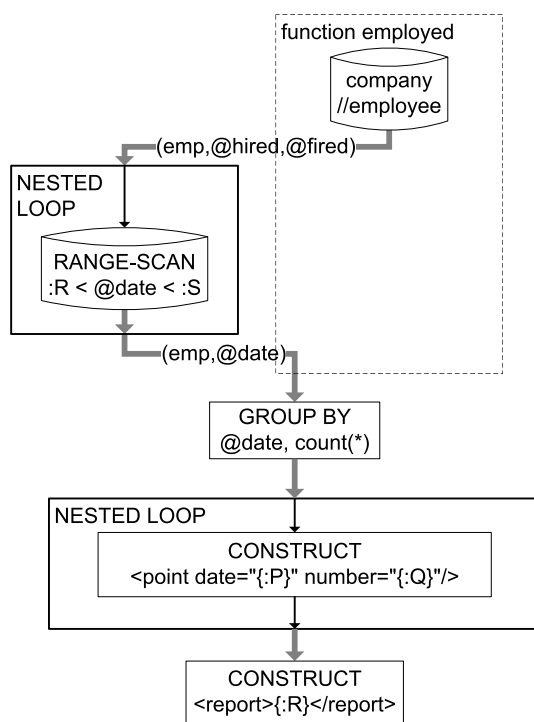 function employed
company
//employee
(emp,@hired,@fired)
NESTED
LOOP
RANGE-SCAN
:R < @date < :S
(emp,@date)
GROUP BY
@date, count(*)
NESTED LOOP
CONSTRUCT
<point date="{:P}" number="{:Q}"/>
CONSTRUCT
<report>{:R}</report>